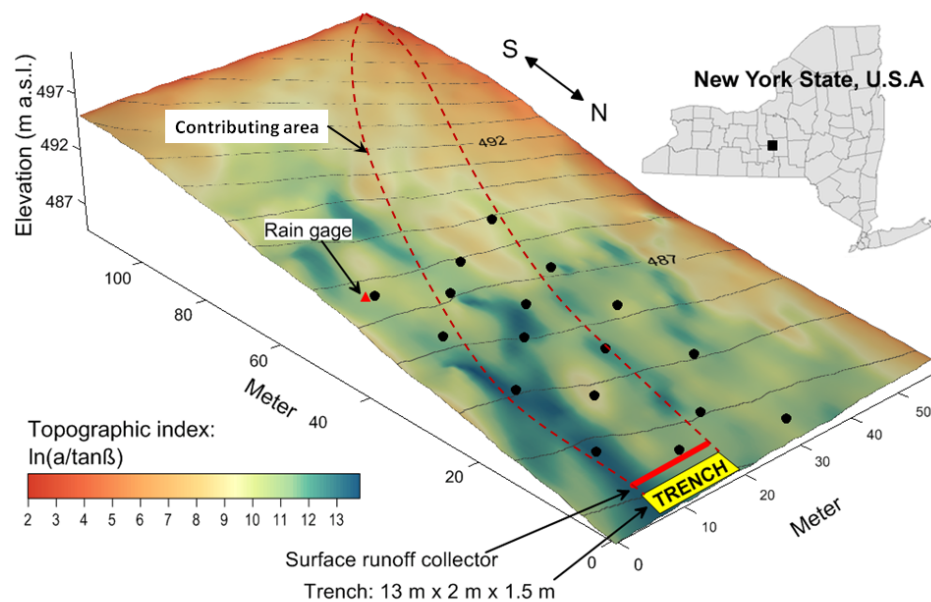 S
N
New York State, U.S.A
Elevation (m a.s.l.)
497
492
487
Contributing area
492
Rain gage
487
100
80
60
40
20
0
Meter
Topographic index:
ln(a/tanß)
2 3 4 5 6 7 8 9 10 11 12 13
TRENCH
0
10
20
30
40
50
Meter
Surface runoff collector
Trench: 13 m x 2 m x 1.5 m